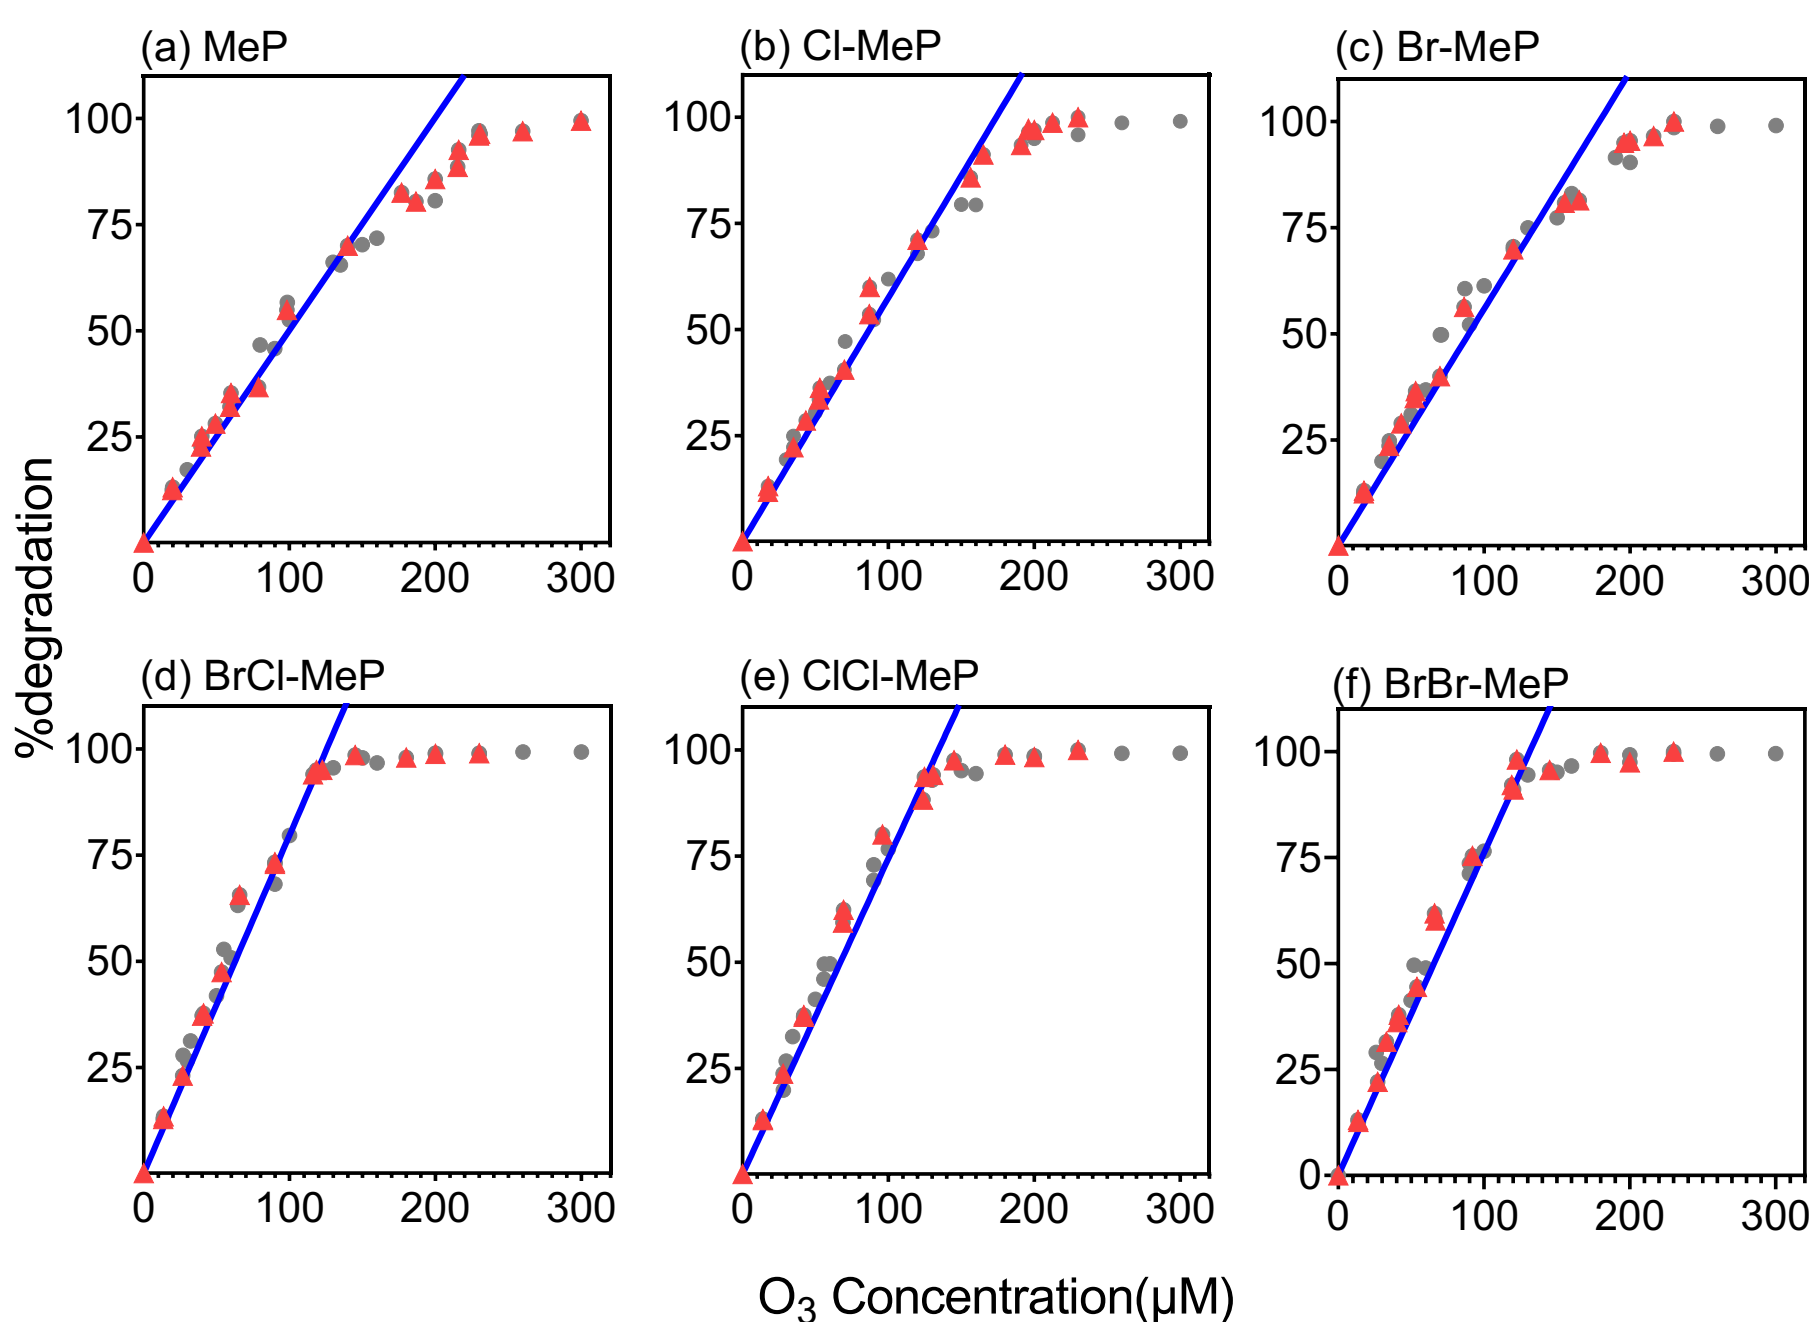 (a) MeP
(b) Cl-MeP
(c) Br-MeP
100
75
50
25
0 100 200 300
100
75
50
25
0 100 200 300
100
75
50
25
0 100 200 300
%degradation
(d) BrCl-MeP
(e) ClCl-MeP
(f) BrBr-MeP
100
75
50
25
0 100 200 300
100
75
50
25
0 100 200 300
100
75
50
25
0
0 100 200 300
O₃ Concentration(µM)